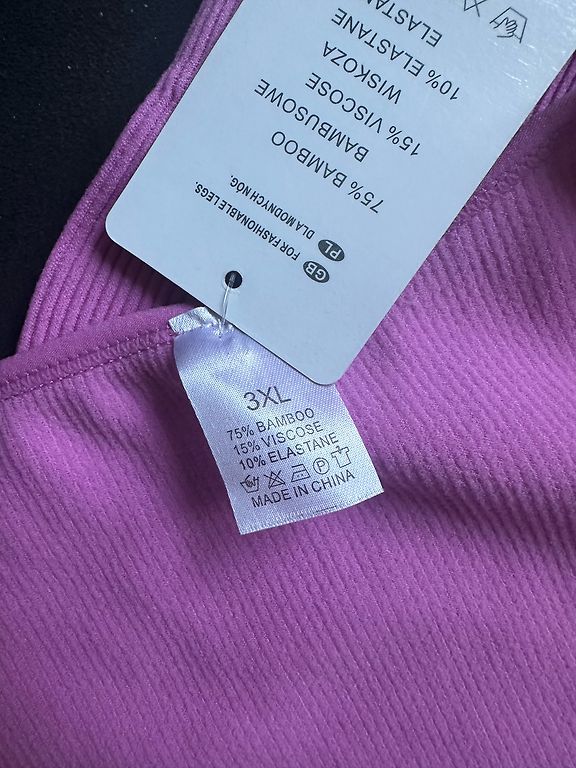 GB FOR FASHIONABLE LEGS.
PL DLA MODNYCH NÓG.
75% BAMBOO
BAMBUSOWE
15% VISCOSE
WISKOZA
10% ELASTANE
3XL
75% BAMBOO
15% VISCOSE
10% ELASTANE
MADE IN CHINA